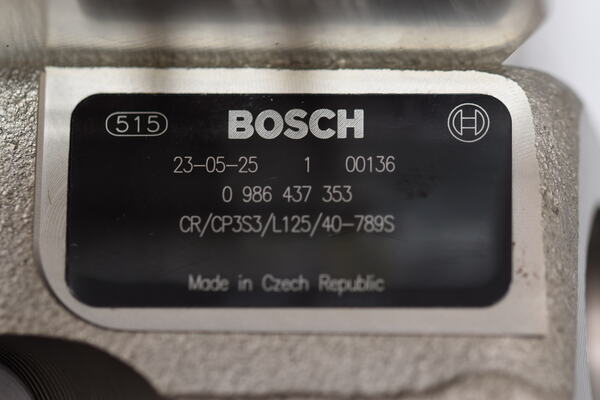 515 BOSCH
23-05-25 1 00136
0 986 437 353
CR/CP3S3/L125/40-789S
Made in Czech Republic